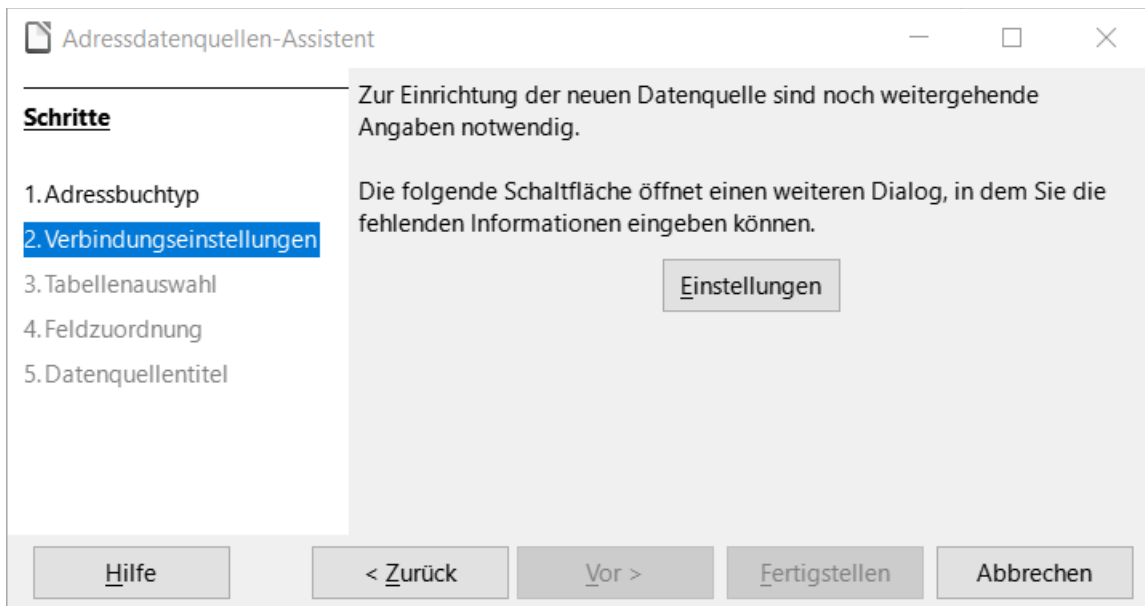 Adressdatenquellen-Assistent
Schritte
1. Adressbuchtyp
2. Verbindungseinstellungen
3. Tabellenauswahl
4. Feldzuordnung
5. Datenquellentitel
Zur Einrichtung der neuen Datenquelle sind noch weitergehende
Angaben notwendig.
Die folgende Schaltfläche öffnet einen weiteren Dialog, in dem Sie die
fehlenden Informationen eingeben können.
Einstellungen
Hilfe
< Zurück
Vor >
Fertigstellen
Abbrechen